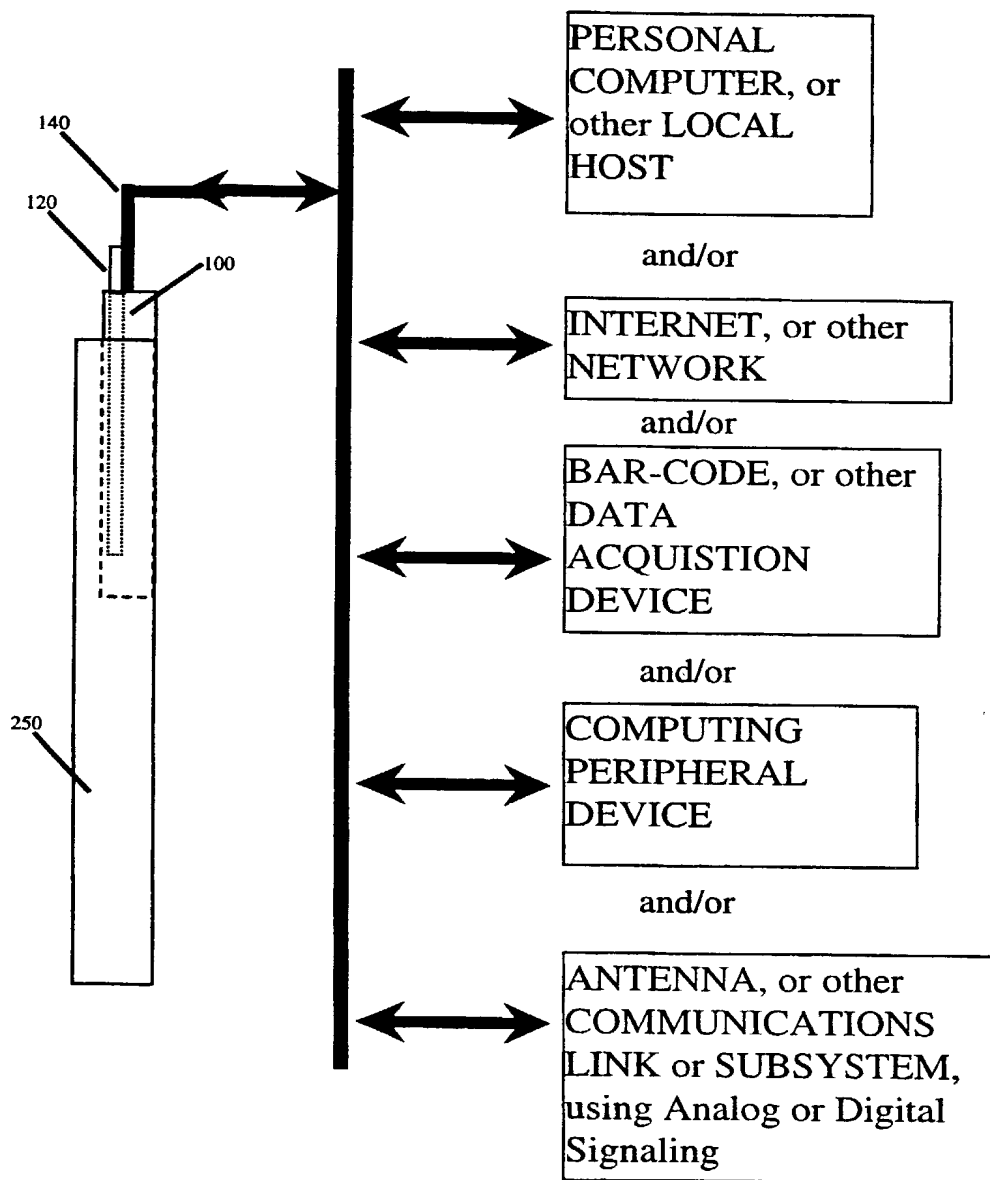 PERSONAL
COMPUTER, or
other LOCAL
HOST
140
120
100
and/or
INTERNET, or other
NETWORK
and/or
BAR-CODE, or other
DATA
ACQUISTION
DEVICE
and/or
250
COMPUTING
PERIPHERAL
DEVICE
and/or
ANTENNA, or other
COMMUNICATIONS
LINK or SUBSYSTEM,
using Analog or Digital
Signaling